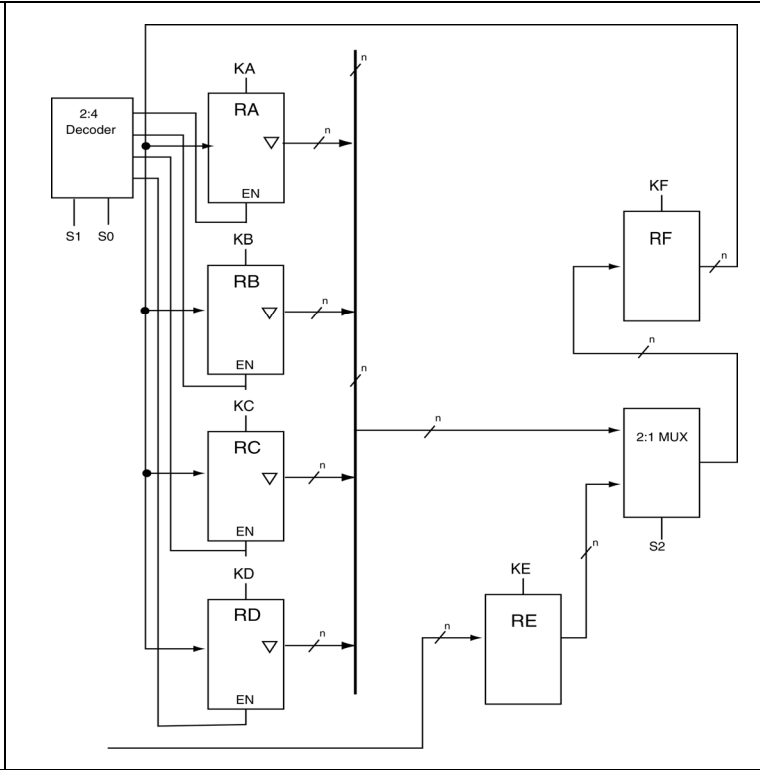 n
KA
2:4
Decoder
RA
n
EN
S1 S0
KB
RB
n
EN
n
KC
RC
n
EN
KD
RD
n
EN
KF
RF
n
n
n
2:1 MUX
S2
n
KE
RE
n